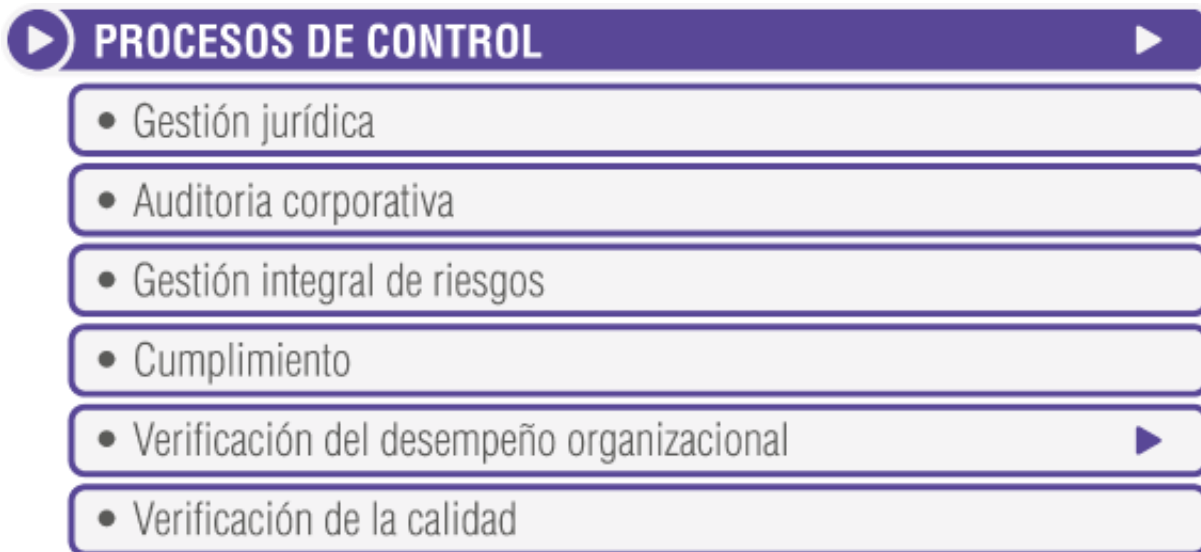 PROCESOS DE CONTROL
• Gestión jurídica
• Auditoria corporativa
• Gestión integral de riesgos
• Cumplimiento
• Verificación del desempeño organizacional
• Verificación de la calidad